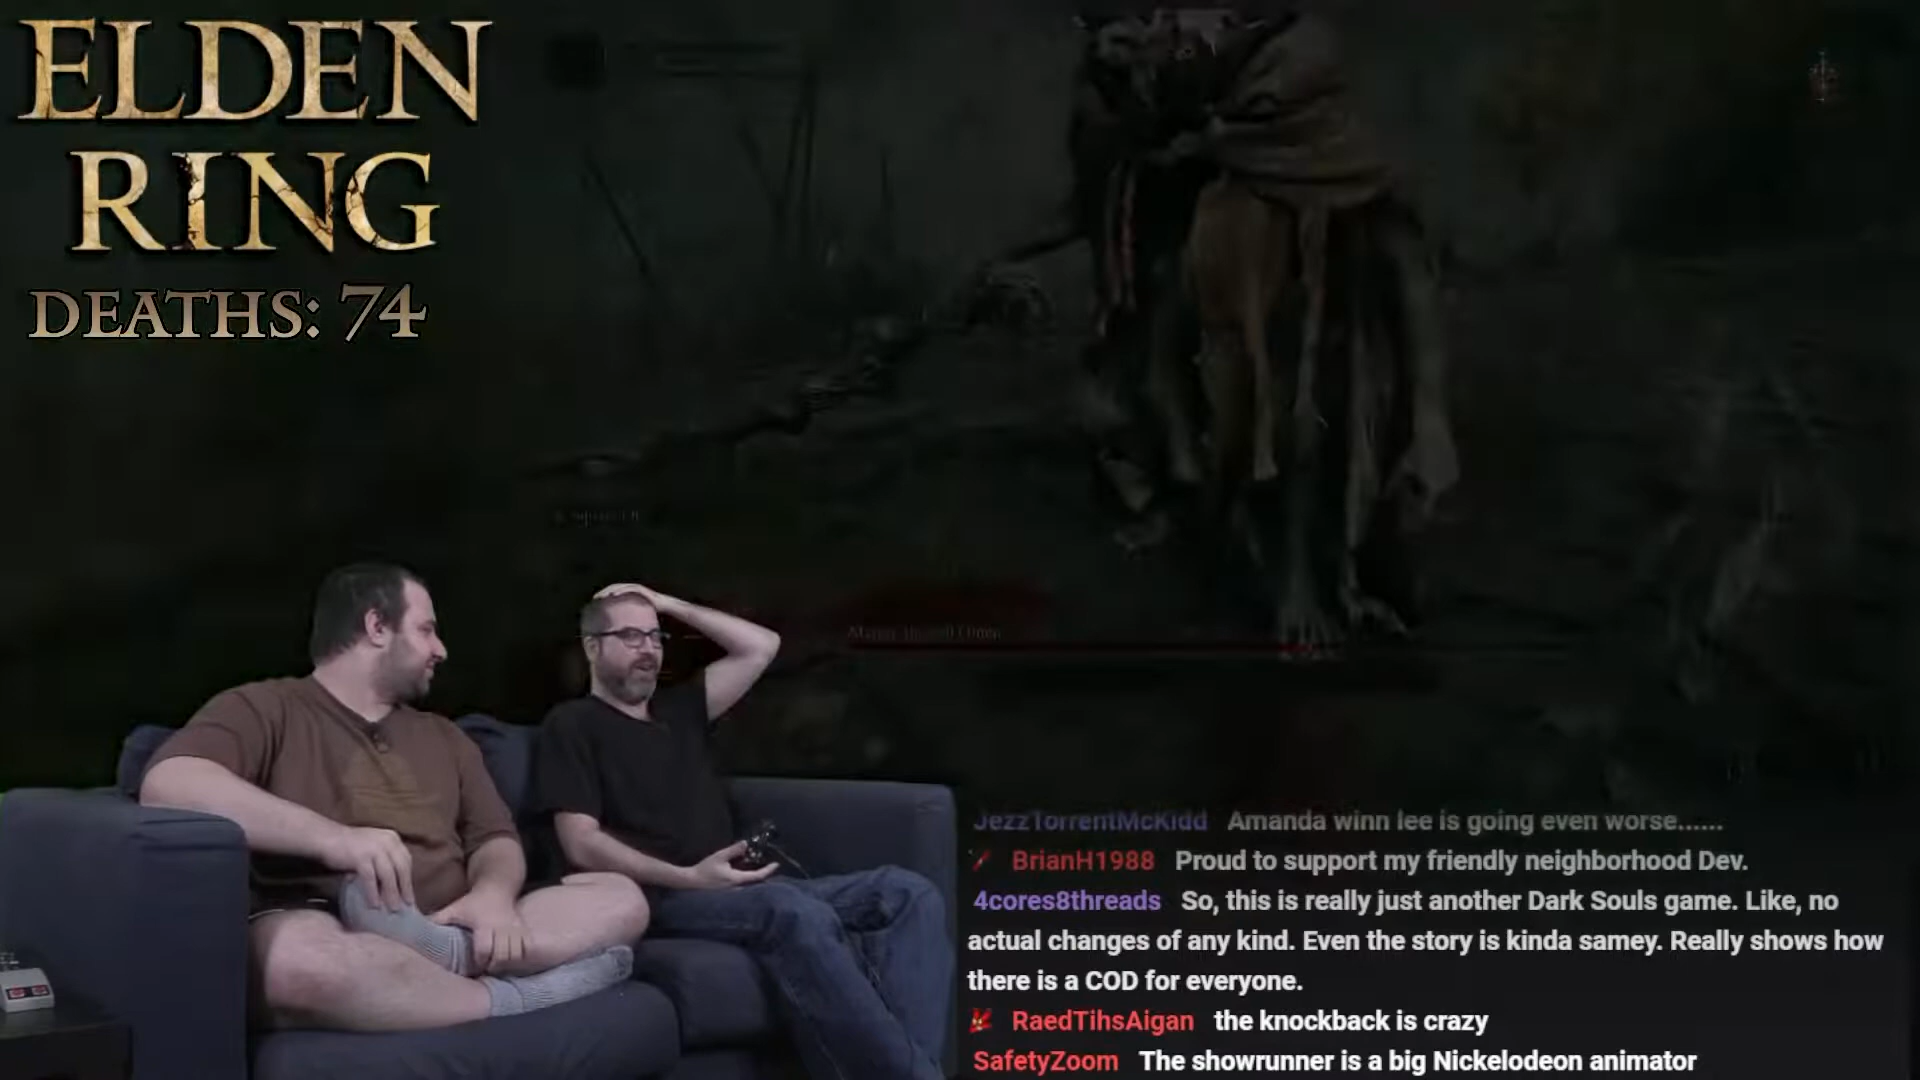 ELDEN
RING
DEATHS: 74
JezzTorrentMcKidd Amanda winn lee is going even worse......
BrianH1988 Proud to support my friendly neighborhood Dev.
4cores8threads So, this is really just another Dark Souls game. Like, no
actual changes of any kind. Even the story is kinda samey. Really shows how
there is a COD for everyone.
RaedTihsAigan the knockback is crazy
SafetyZoom The showrunner is a big Nickelodeon animator